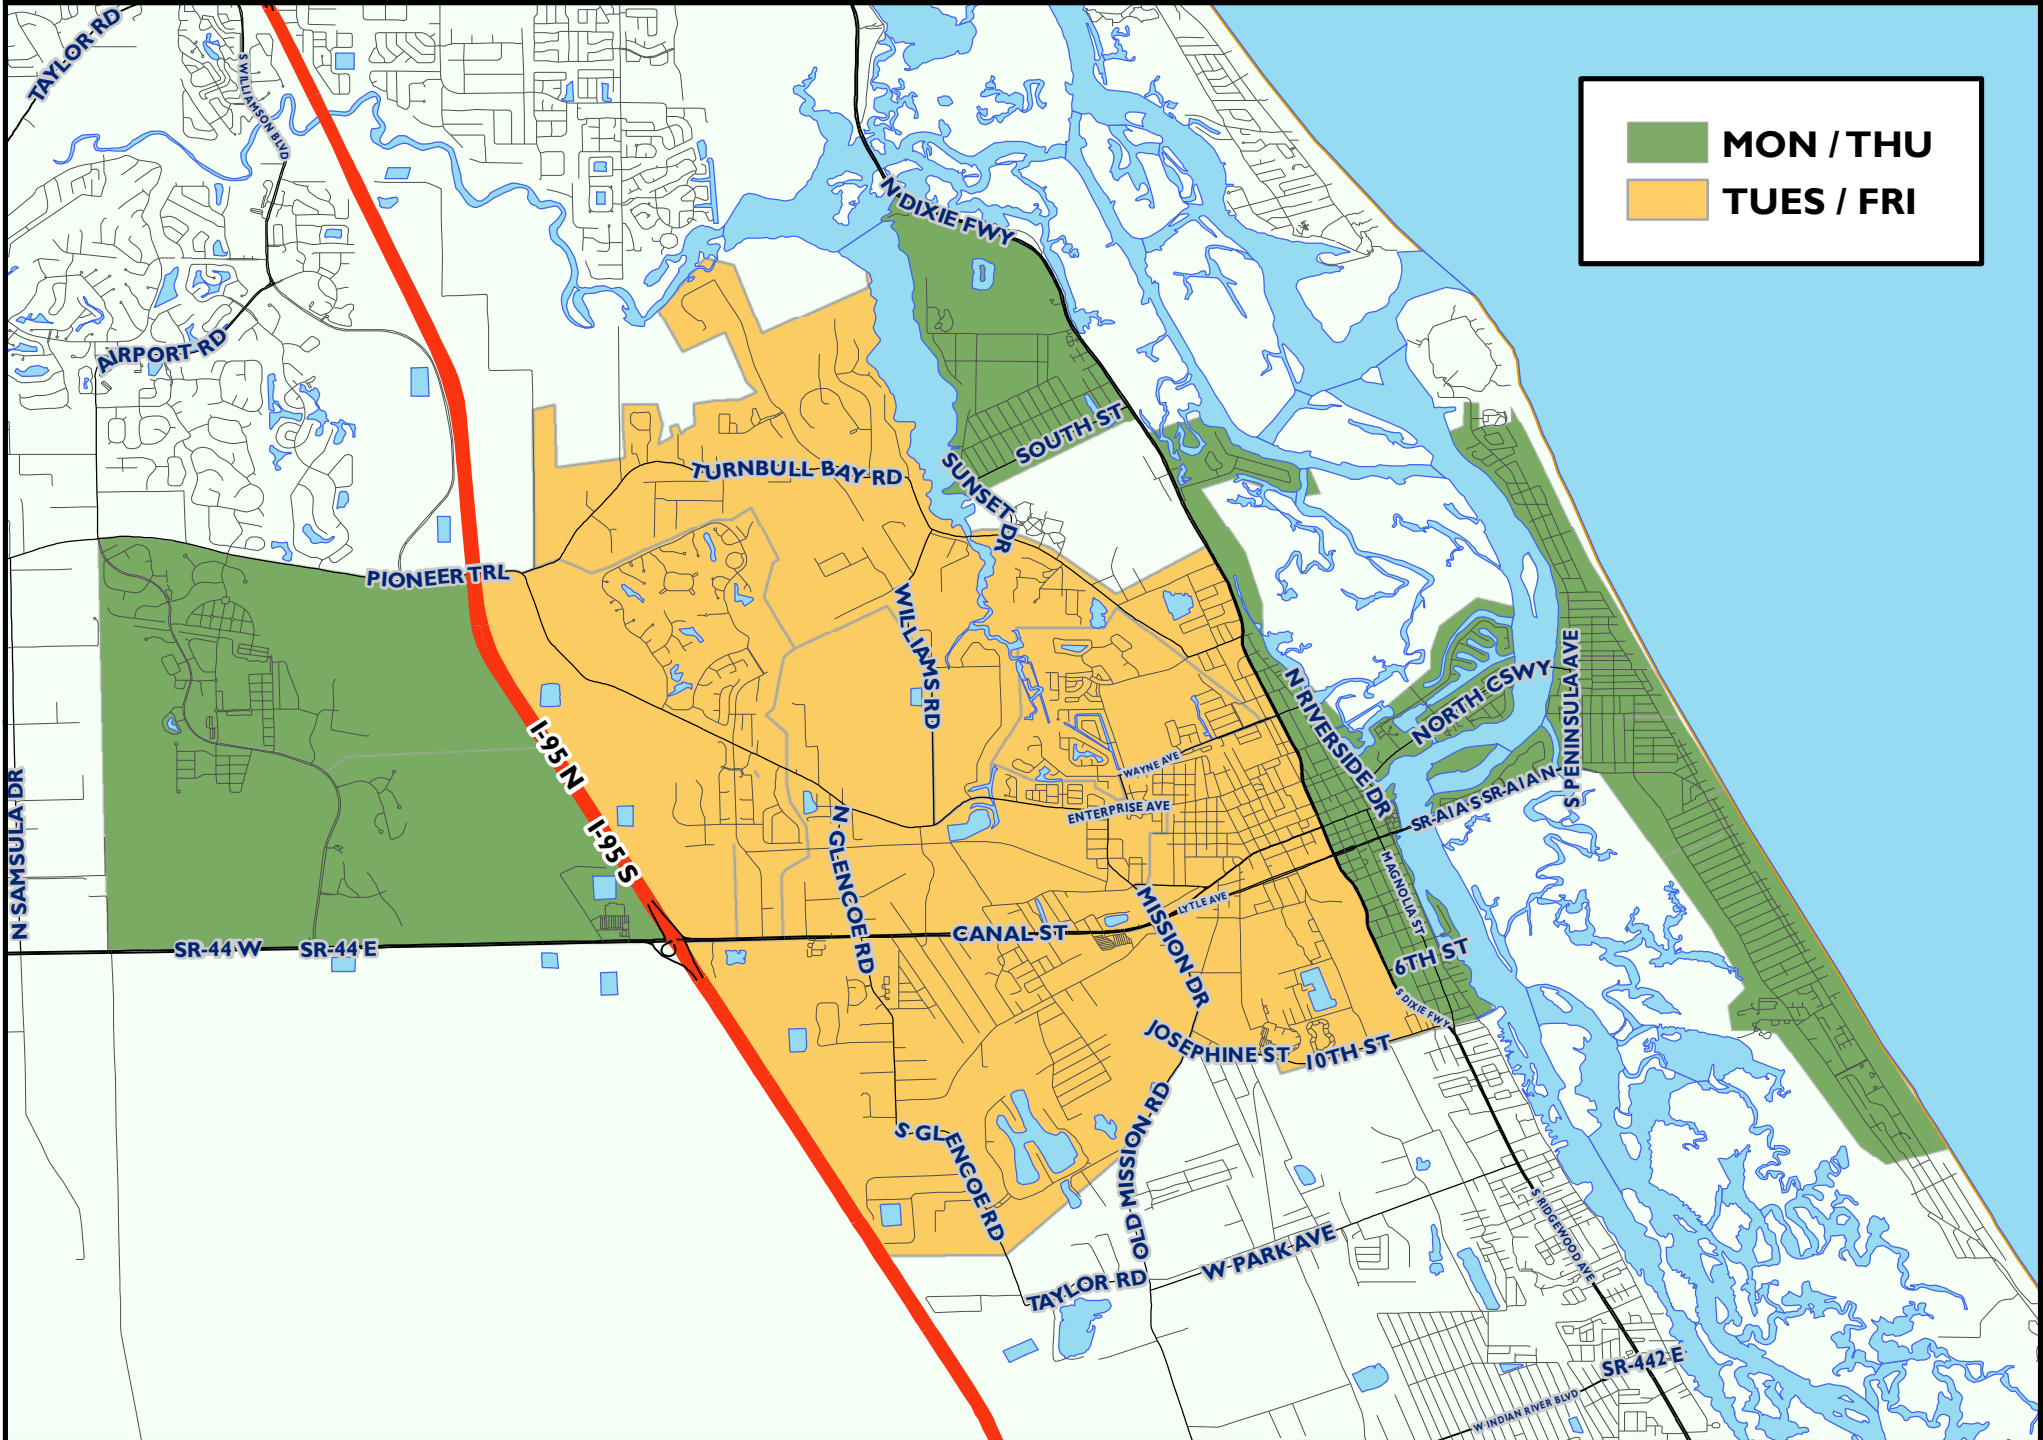 TAYLOR RD
S WILLIAMSON BLVD
MON / THU
TUES / FRI
N DIXIE FWY
AIRPORT RD
SOUTH ST
TURNBULL BAY RD
SUNSET DR
PIONEER TRL
WILLIAMS RD
N RIVERSIDE DR
NORTH CSWY
S PENINSULA AVE
I-95 N
WAYNE AVE
ENTERPRISE AVE
SR-A1A S SR-A1A N
N SAMSULA DR
N GLENCOE RD
I-95 S
MAGNOLIA ST
MISSION DR
LYTLE AVE
SR-44 W
SR-44 E
CANAL ST
6TH ST
S DIXIE FWY
JOSEPHINE ST
10TH ST
S GLENCOE RD
OLD MISSION RD
S RIDGEWOOD AVE
W PARK AVE
TAYLOR RD
SR-442 E
W INDIAN RIVER BLVD